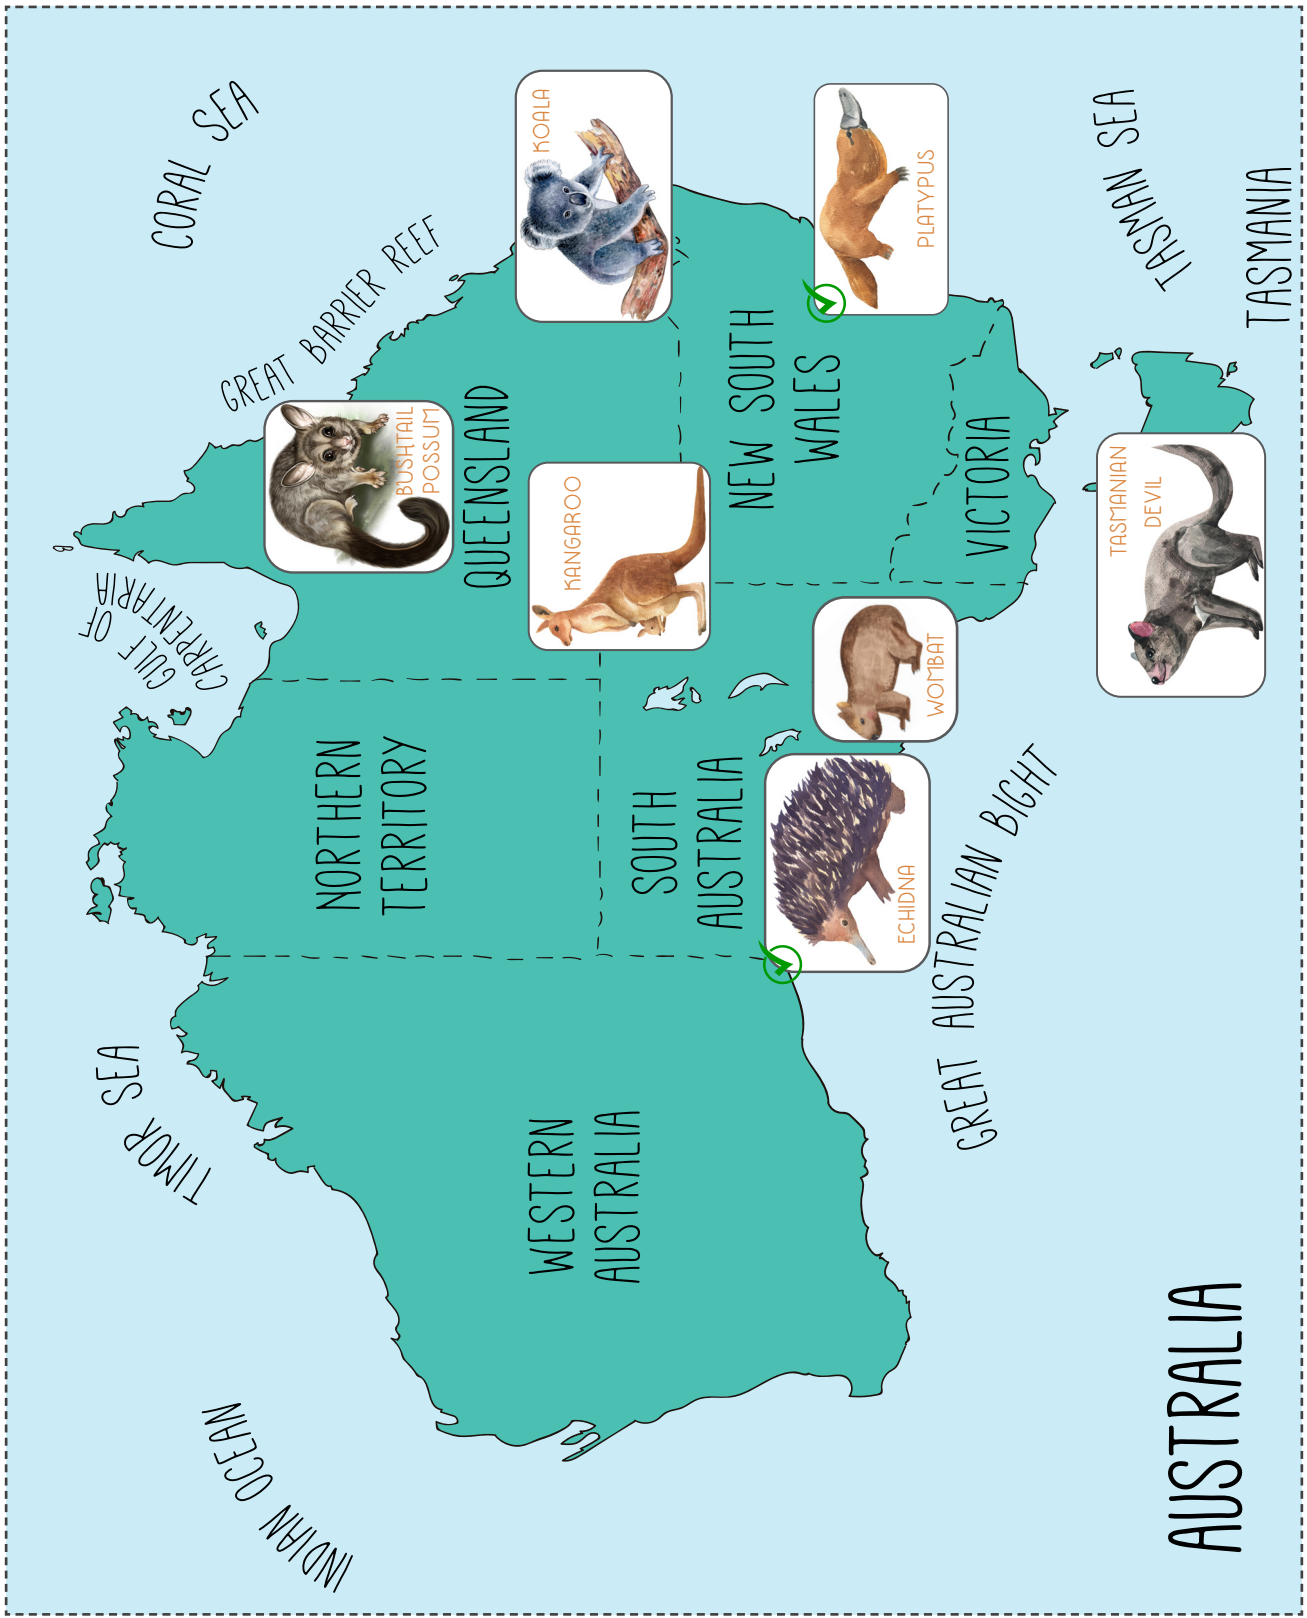 TIMOR SEA
GULF OF
CARPENTARIA
CORAL SEA
INDIAN OCEAN
GREAT BARRIER REEF
NORTHERN
TERRITORY
BUSHTAIL
POSSUM
QUEENSLAND
KOALA
WESTERN
AUSTRALIA
KANGAROO
SOUTH
AUSTRALIA
NEW SOUTH
WALES
ECHIDNA
WOMBAT
PLATYPUS
VICTORIA
GREAT AUSTRALIAN BIGHT
TASMAN SEA
TASMANIAN
DEVIL
TASMANIA
AUSTRALIA